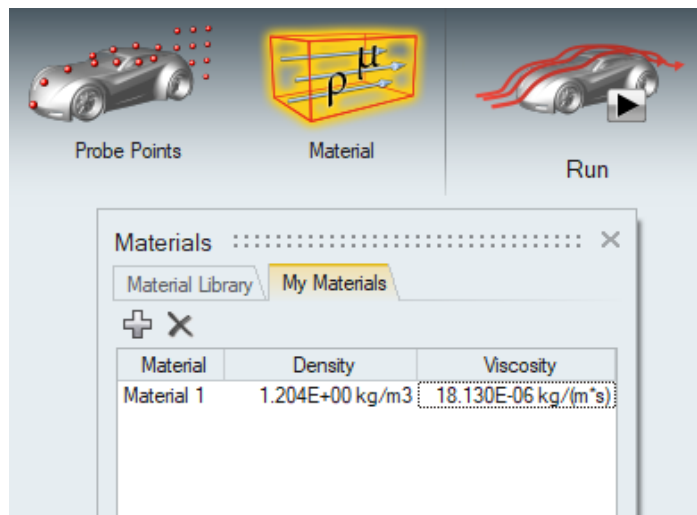 ρ μ
Probe Points
Material
Run
Materials
Material Library
My Materials
Material Density Viscosity
Material 1 1.204E+00 kg/m3 18.130E-06 kg/(m*s)